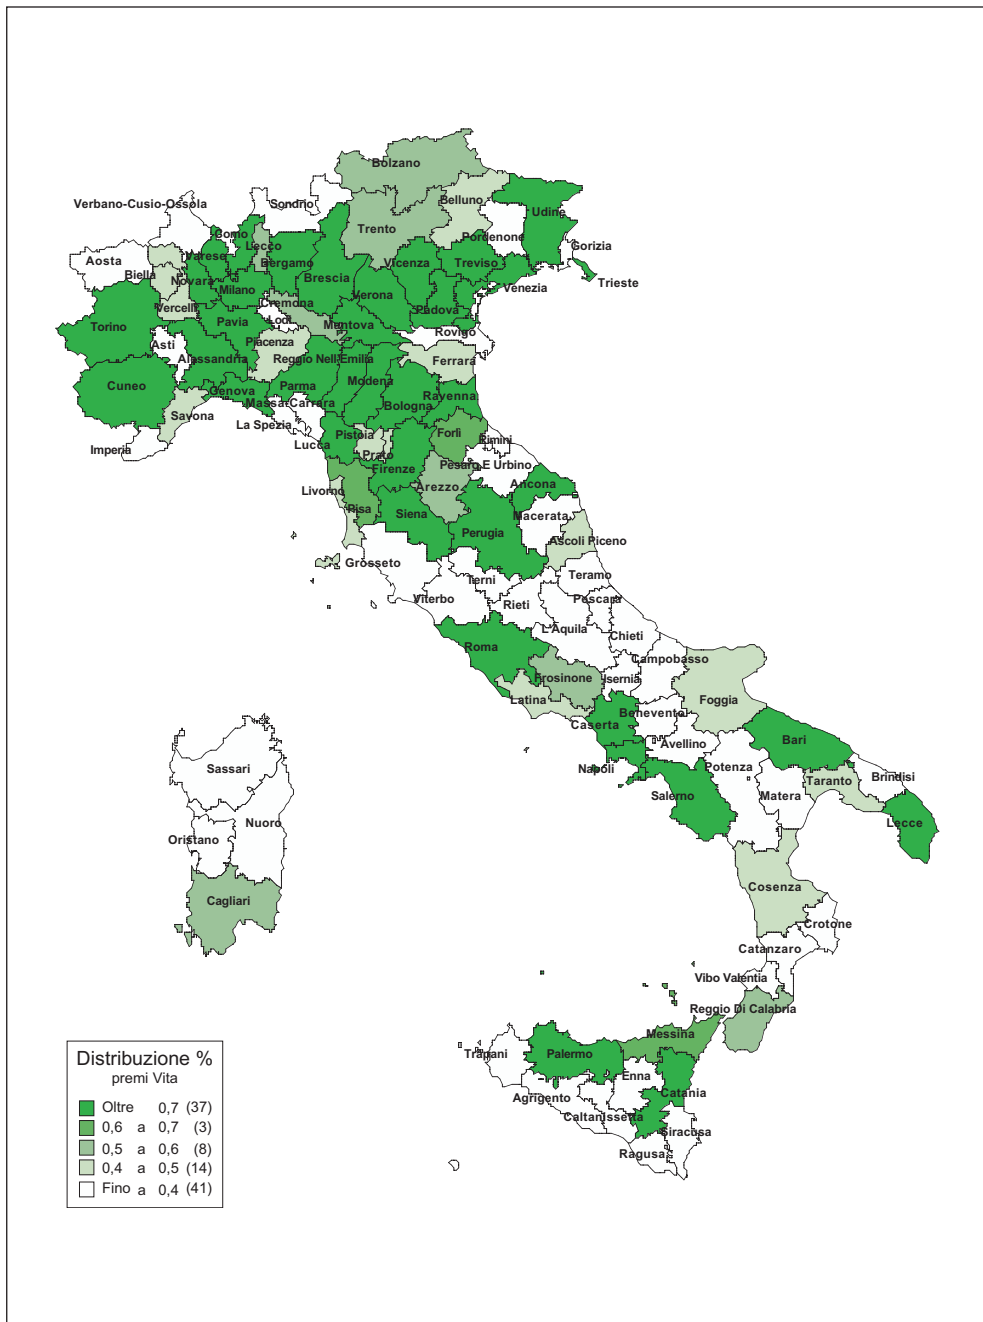 Bolzano
Verbano-Cusio-Ossola
Sondrio
Belluno
Udine
Trento
Como
Pordenone
Gorizia
Lecco
Aosta
Varese
Bergamo
Vicenza
Treviso
Biella
Novara
Brescia
Trieste
Milano
Verona
Venezia
Vercelli
Cremona
Padova
Lodi
Torino
Pavia
Mantova
Rovigo
Asti
Piacenza
Alessandria
Reggio Nell'Emilia
Ferrara
Cuneo
Parma
Modena
Genova
Massa-Carrara
Bologna
Ravenna
Savona
La Spezia
Pistoia
Forli
Rimini
Imperia
Lucca
Prato
Firenze
Pesaro E Urbino
Livorno
Arezzo
Ancona
Pisa
Siena
Macerata
Perugia
Ascoli Piceno
Grosseto
Terni
Teramo
Viterbo
Rieti
Pescara
L'Aquila
Chieti
Roma
Campobasso
Frosinone
Isernia
Latina
Foggia
Caserta
Benevento
Bari
Avellino
Napoli
Potenza
Sassari
Taranto
Brindisi
Salerno
Matera
Nuoro
Lecce
Oristano
Cosenza
Cagliari
Crotone
Catanzaro
Vibo Valentia
Reggio Di Calabria
Messina
Trapani
Palermo
Enna
Catania
Agrigento
Caltanissetta
Siracusa
Ragusa
Distribuzione %
premi Vita
Oltre 0,7 (37)
0,6 a 0,7 (3)
0,5 a 0,6 (8)
0,4 a 0,5 (14)
Fino a 0,4 (41)